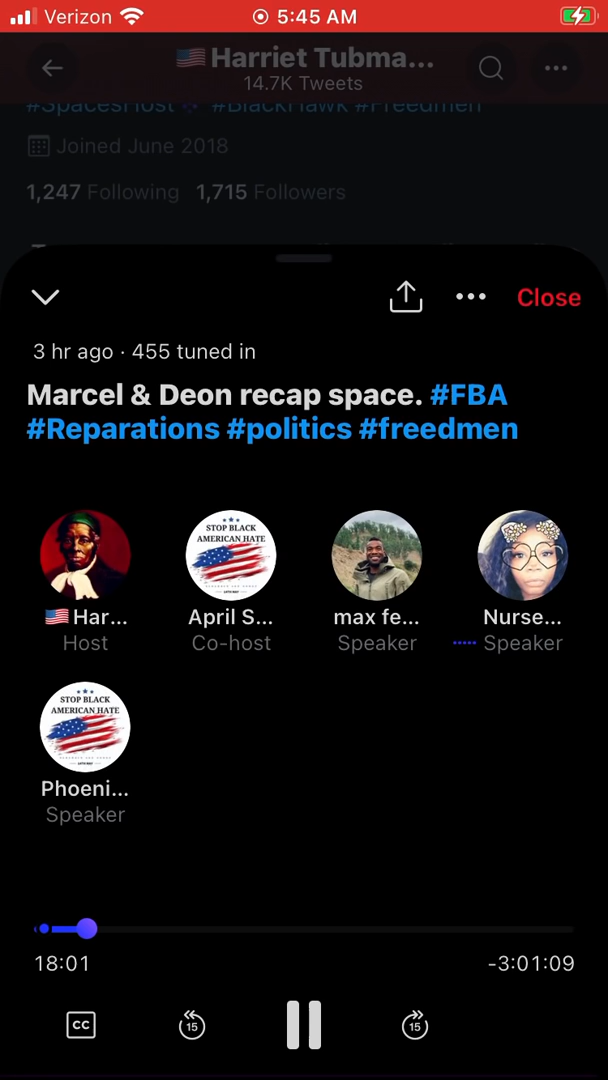 Verizon 5:45 AM
🇺🇸Harriet Tubma...
14.7K Tweets
#SpacesHost #BlackHawk #Freedmen
Joined June 2018
1,247 Following 1,715 Followers
Close
3 hr ago · 455 tuned in
Marcel & Deon recap space. #FBA
#Reparations #politics #freedmen
STOP BLACK
AMERICAN HATE
🇺🇸Har... April S... max fe... Nurse...
Host Co-host Speaker Speaker
STOP BLACK
AMERICAN HATE
Phoeni...
Speaker
18:01 -3:01:09
CC 15 15